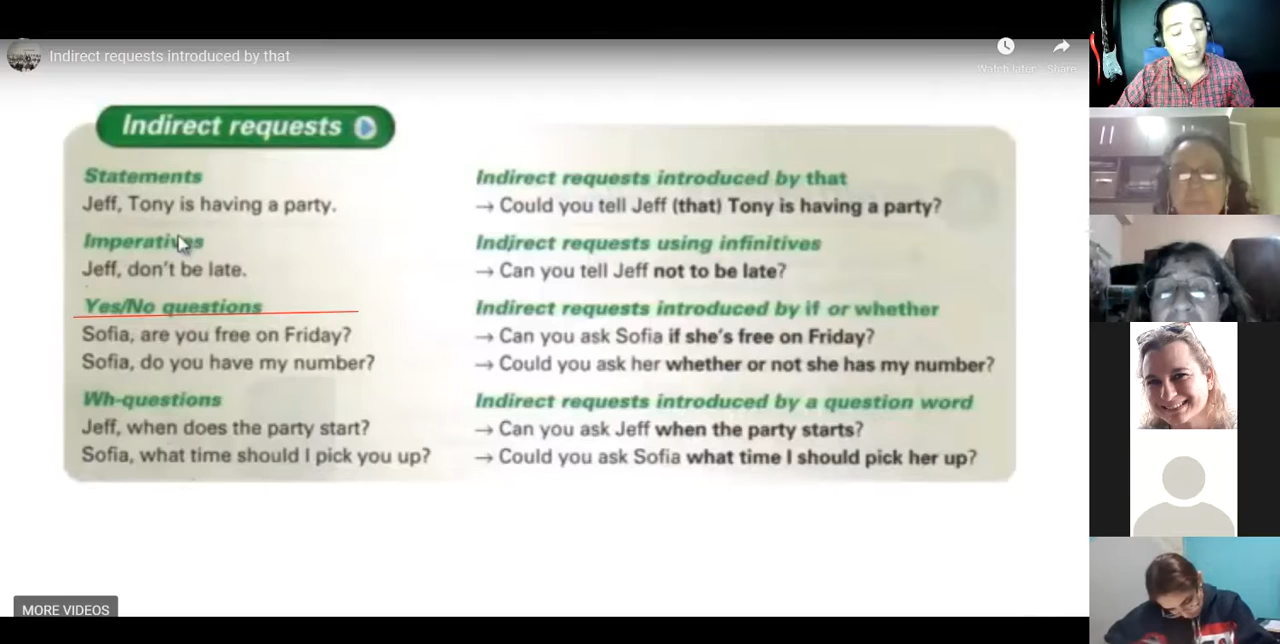 Indirect requests introduced by that
Watch later
Share
Indirect requests
Statements
Jeff, Tony is having a party.
Indirect requests introduced by that
→ Could you tell Jeff (that) Tony is having a party?
Imperatives
Jeff, don't be late.
Indirect requests using infinitives
→ Can you tell Jeff not to be late?
Yes/No questions
Sofia, are you free on Friday?
Sofia, do you have my number?
Indirect requests introduced by if or whether
→ Can you ask Sofia if she's free on Friday?
→ Could you ask her whether or not she has my number?
Wh-questions
Jeff, when does the party start?
Sofia, what time should I pick you up?
Indirect requests introduced by a question word
→ Can you ask Jeff when the party starts?
→ Could you ask Sofia what time I should pick her up?
MORE VIDEOS